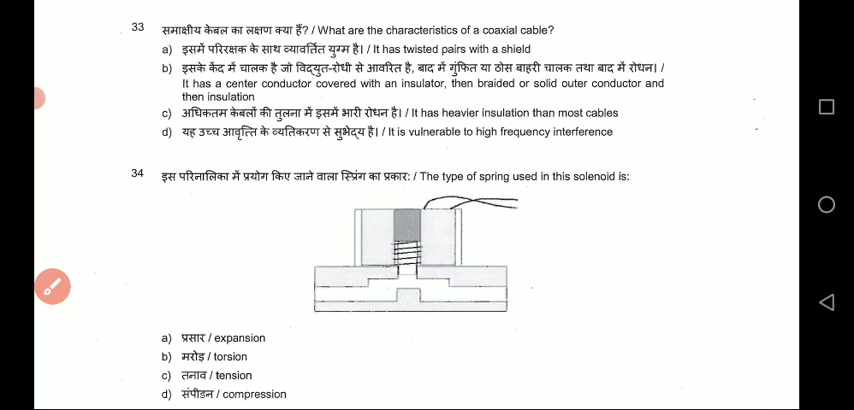 33 समाक्षीय केबल का लक्षण क्या हैं? / What are the characteristics of a coaxial cable?
a) इसमें परिरक्षक के साथ व्यावर्तित युग्म है। / It has twisted pairs with a shield
b) इसके केंद में चालक है जो विद्युत-रोधी से आवरित है, बाद में गुंफित या ठोस बाहरी चालक तथा बाद में रोधन। /
It has a center conductor covered with an insulator, then braided or solid outer conductor and
then insulation
c) अधिकतम केबलों की तुलना में इसमें भारी रोधन है। / It has heavier insulation than most cables
d) यह उच्च आवृत्ति के व्यतिकरण से सुभेद्य है। / It is vulnerable to high frequency interference
34 इस परिनालिका में प्रयोग किए जाने वाला स्प्रिंग का प्रकार: / The type of spring used in this solenoid is:
a) प्रसार / expansion
b) मरोड़ / torsion
c) तनाव / tension
d) संपीडन / compression